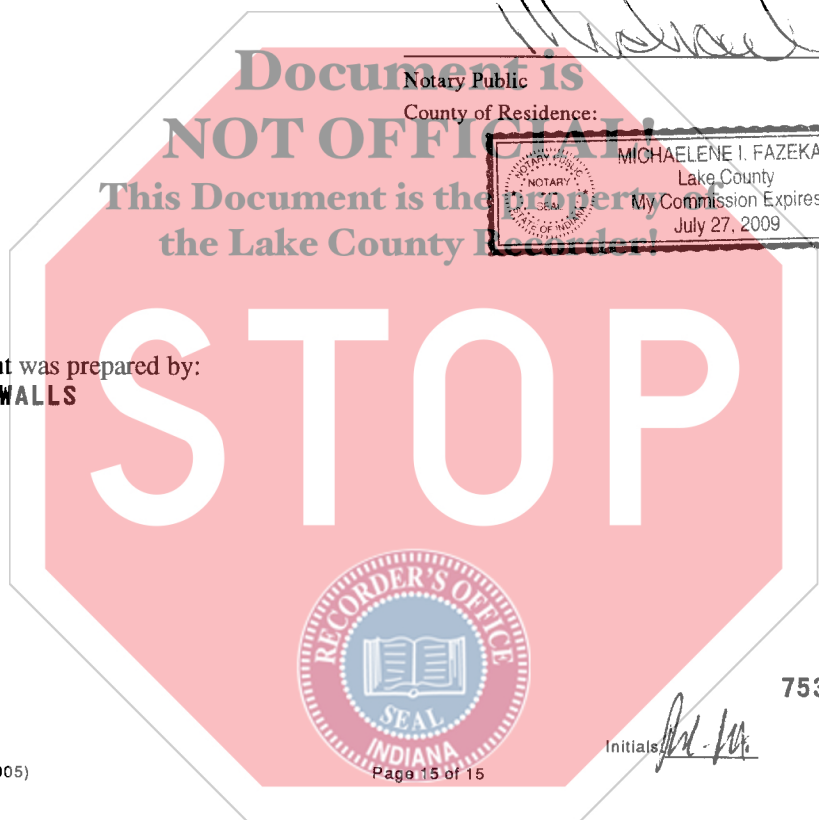 Document is
Notary Public
County of Residence:
NOT OFFICIAL!
MICHAELENE I. FAZEKA
Lake County
My Commission Expires
July 27, 2009
NOTARY PUBLIC
NOTARY
SEAL
STATE OF INDIANA
This Document is the property of
the Lake County Recorder!
t was prepared by:
WALLS
STOP
RECORDER'S OFFICE
SEAL
INDIANA
753
Initials:
005)
Page 15 of 15